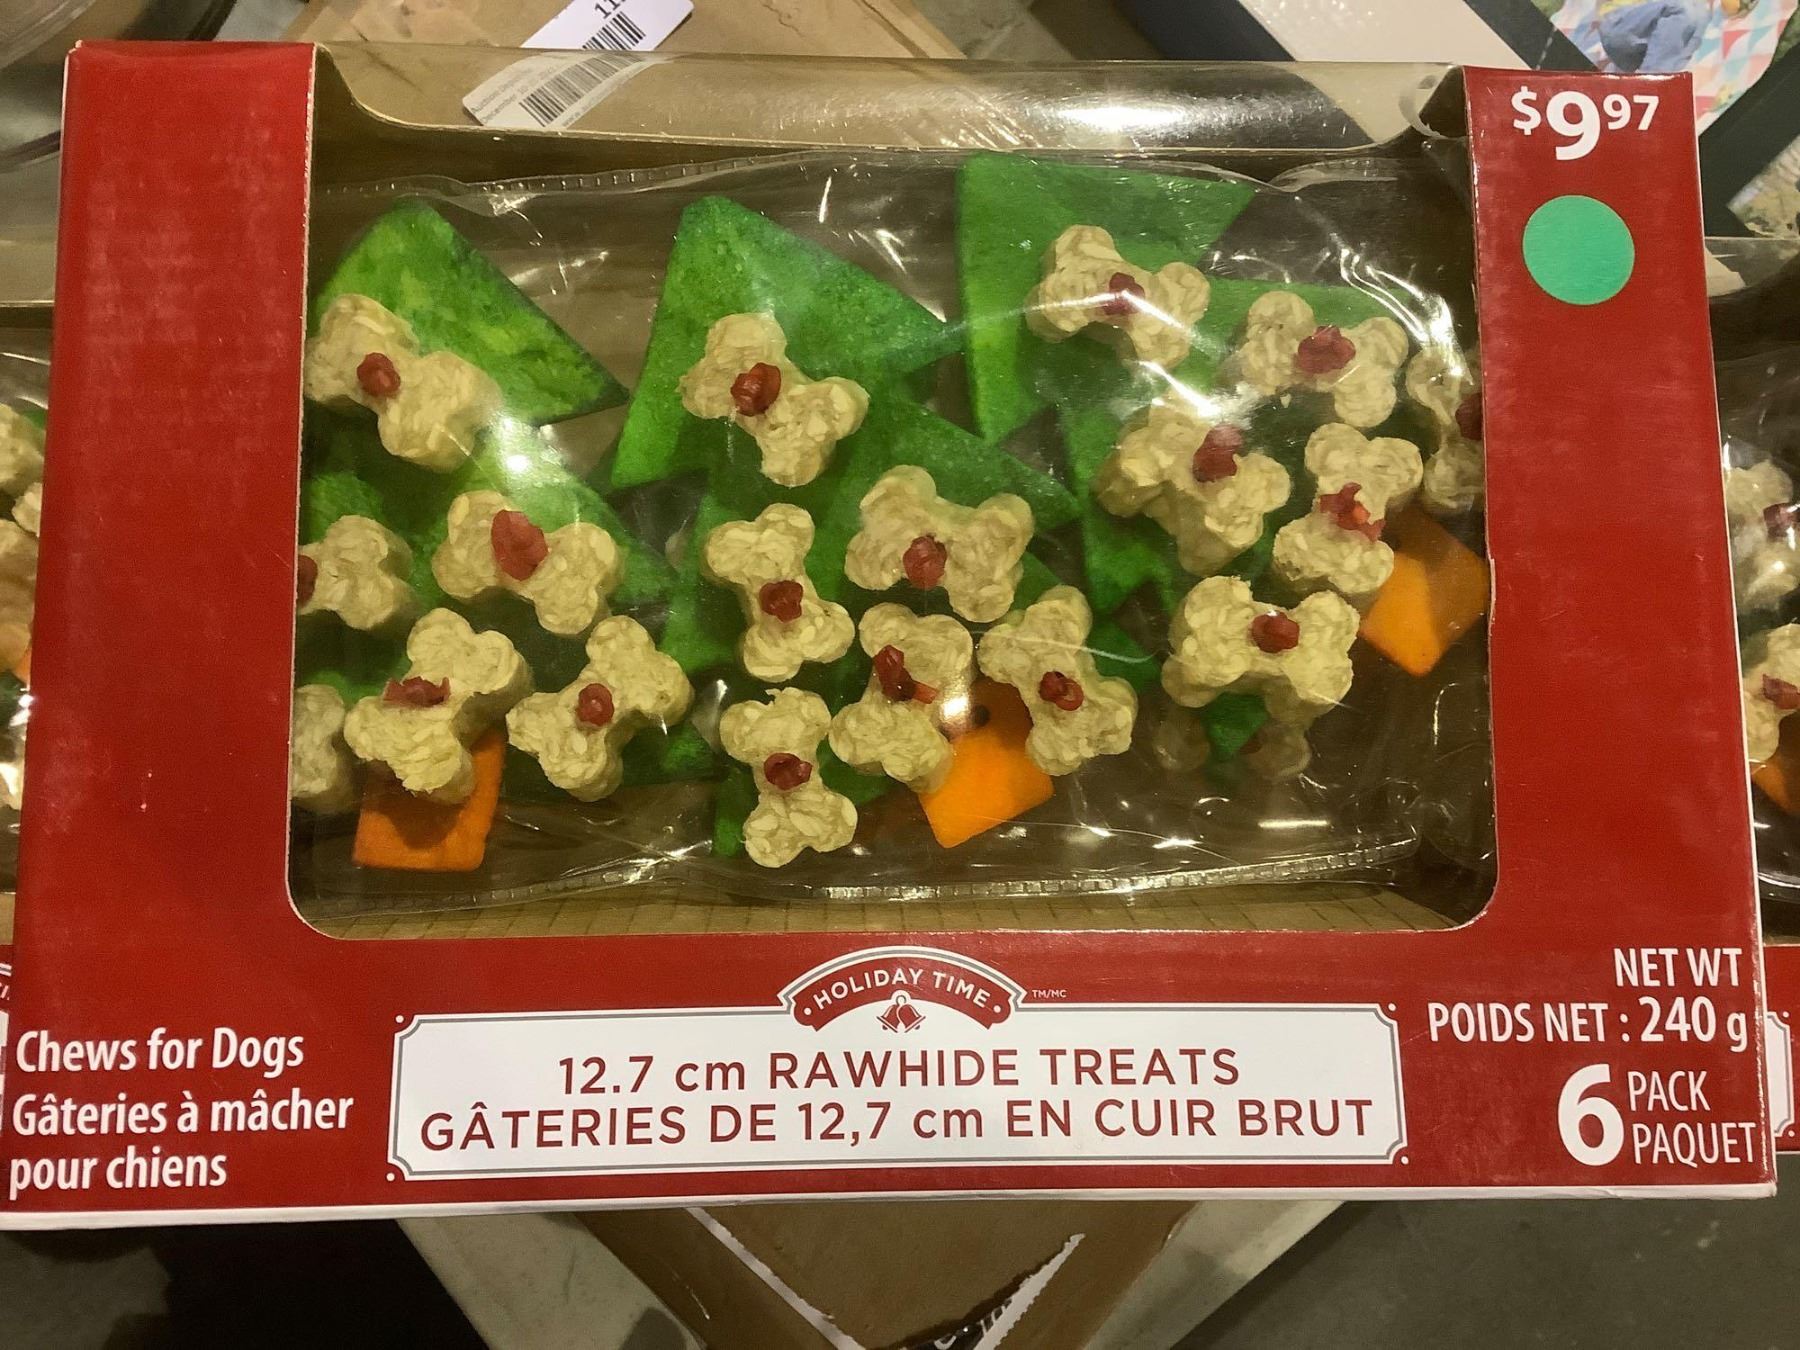 11
$9.97
HOLIDAY TIME
TM/MC
NET WT
POIDS NET : 240 g
6 PACK
PAQUET
Chews for Dogs
Gâteries à mâcher
pour chiens
12.7 cm RAWHIDE TREATS
GÂTERIES DE 12,7 cm EN CUIR BRUT